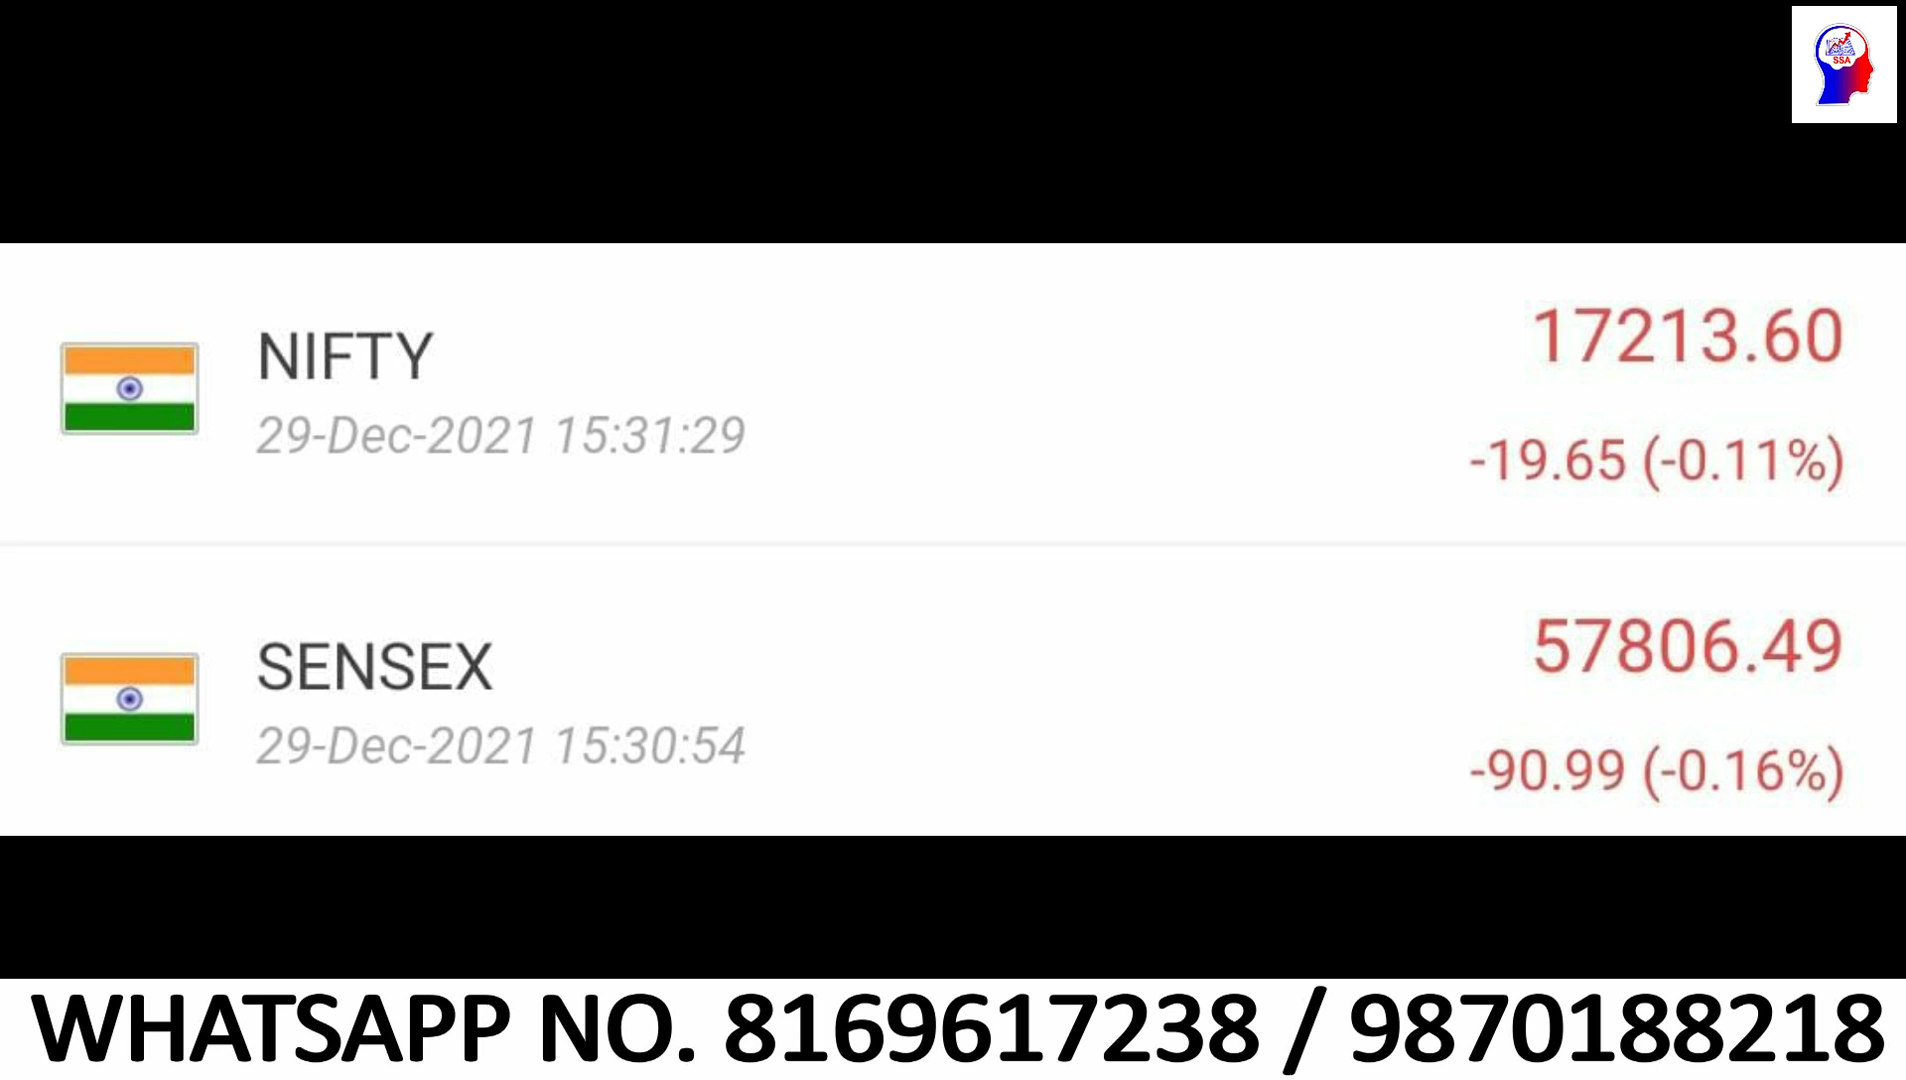 SSA
NIFTY
17213.60
29-Dec-2021 15:31:29
-19.65 (-0.11%)
SENSEX
57806.49
29-Dec-2021 15:30:54
-90.99 (-0.16%)
WHATSAPP NO. 8169617238 / 9870188218